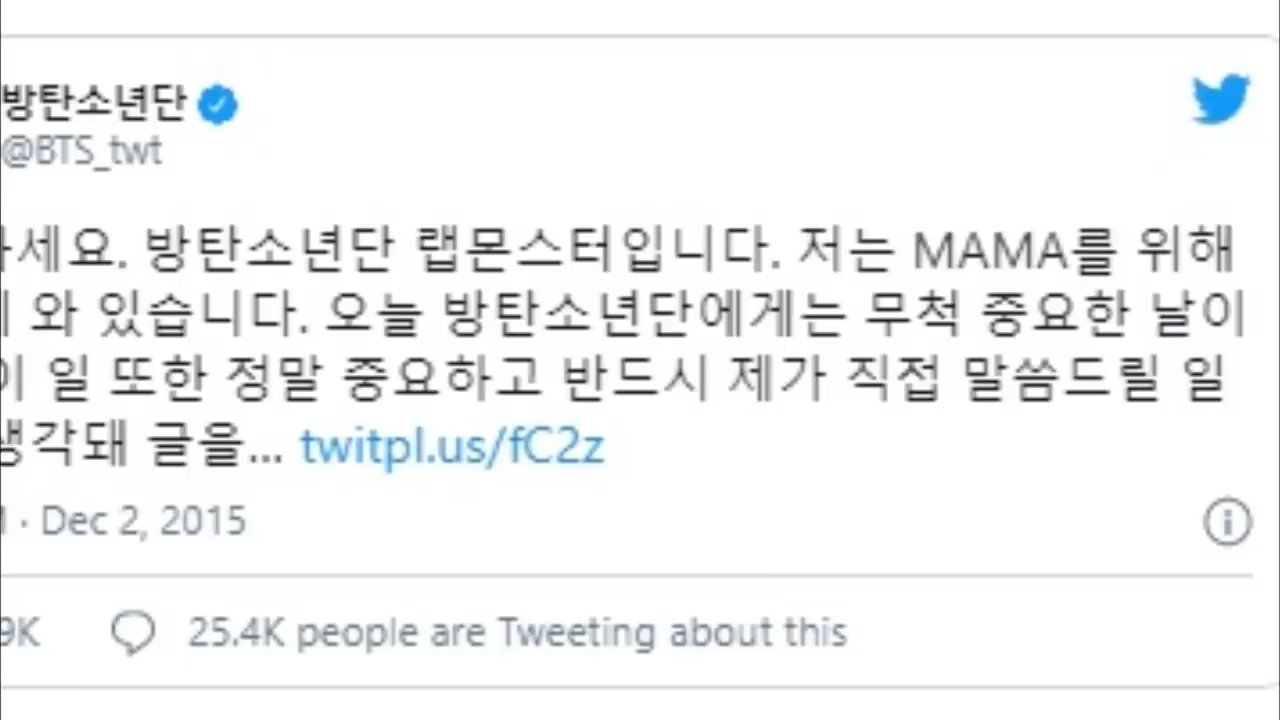 방탄소년단
@BTS_twt
하세요. 방탄소년단 랩몬스터입니다. 저는 MAMA를 위해
와 있습니다. 오늘 방탄소년단에게는 무척 중요한 날이
이 일 또한 정말 중요하고 반드시 제가 직접 말씀드릴 일
생각돼 글을... twitpl.us/fC2z
· Dec 2, 2015
9K 25.4K people are Tweeting about this